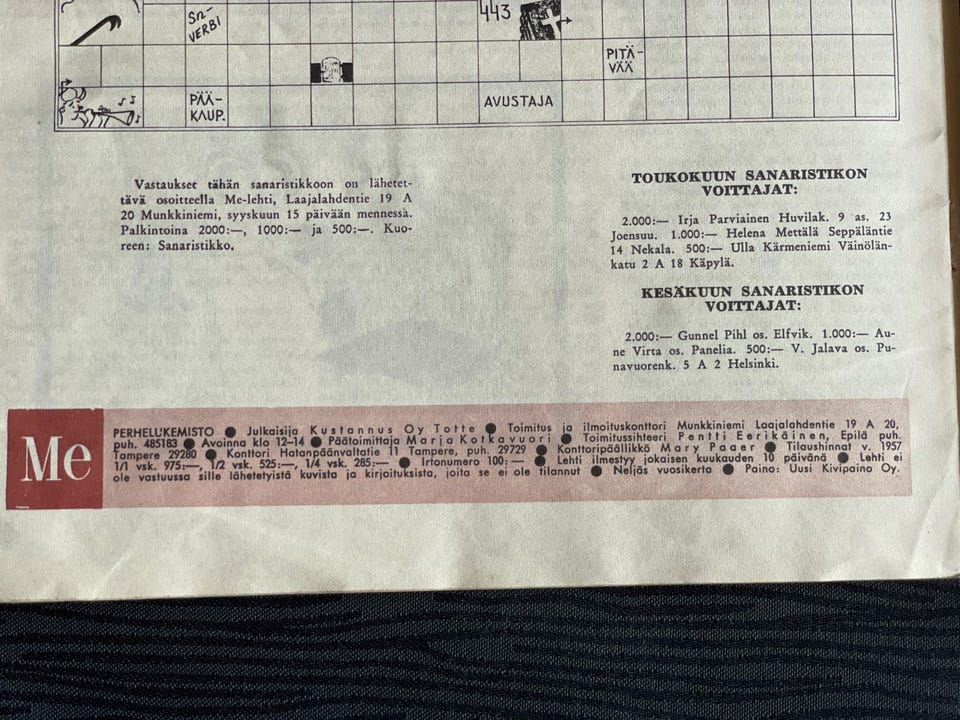 Sn-
VERBI
443
PITÄ-
VÄÄ
PÄÄ-
KAUP.
AVUSTAJA
Vastaukset tähän sanaristikkoon on lähetet-
tävä osoitteella Me-lehti, Laajalahdentie 19 A
20 Munkkiniemi, syyskuun 15 päivään mennessä.
Palkintoina 2000:—, 1000:— ja 500:—. Kuo-
reen: Sanaristikko.
TOUKOKUUN SANARISTIKON
VOITTAJAT:
2.000:— Irja Parviainen Huvilak. 9 as. 23
Joensuu. 1.000:— Helena Mettälä Seppäläntie
14 Nekala. 500:— Ulla Kärmeniemi Väinölän-
katu 2 A 18 Käpylä.
KESÄKUUN SANARISTIKON
VOITTAJAT:
2.000:— Gunnel Pihl os. Elfvik. 1.000:— Au-
ne Virta os. Panelia. 500:— V. Jalava os. Pu-
navuorenk. 5 A 2 Helsinki.
Me
PERHELUKEMISTO ● Julkaisija Kustannus Oy Totte ● Toimitus ja ilmoituskonttori Munkkiniemi Laajalahdentie 19 A 20,
puh. 485183 ● Avoinna klo 12–14 ● Päätoimittaja Marja Kotkavuori ● Toimitussihteeri Pentti Eerikäinen, Epilä puh.
Tampere 29280 ● Konttori Hatanpäänvaltatie 11 Tampere, puh. 29729 ● Konttoripäällikkö Mary Paaer ● Tilaushinnat v. 1957
1/1 vsk. 975:—, 1/2 vsk. 525:—, 1/4 vsk. 285:— ● Irtonumero 100:— ● Lehti ilmestyy jokaisen kuukauden 10 päivänä ● Lehti ei
ole vastuussa sille lähetetyistä kuvista ja kirjoituksista, joita se ei ole tilannut ● Neljäs vuosikerta ● Paino: Uusi Kivipaino Oy.